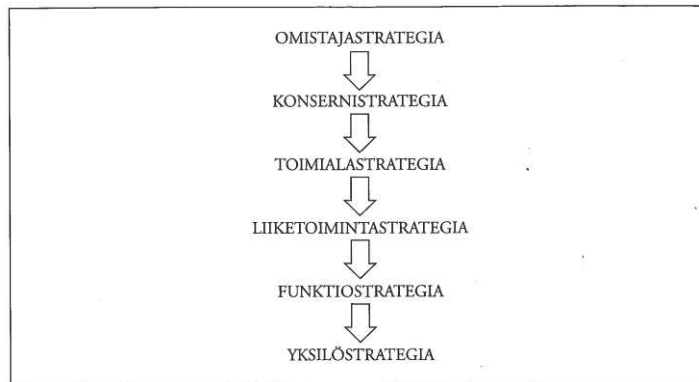 OMISTAJASTRATEGIA
KONSERNISTRATEGIA
TOIMIALASTRATEGIA
LIIKETOIMINTASTRATEGIA
FUNKTIOSTRATEGIA
YKSILÖSTRATEGIA